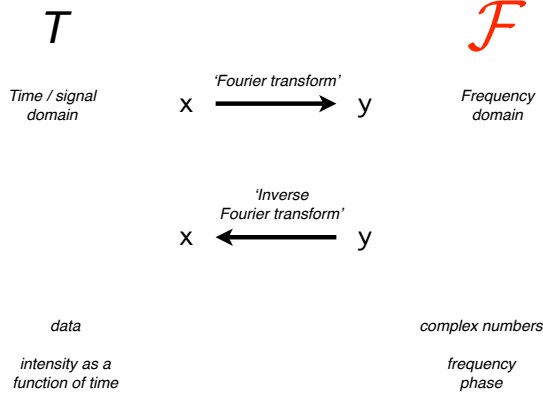 T
ℱ
'Fourier transform'
Time / signal
domain
x
y
Frequency
domain
'Inverse
Fourier transform'
x
y
data
complex numbers
intensity as a
function of time
frequency
phase